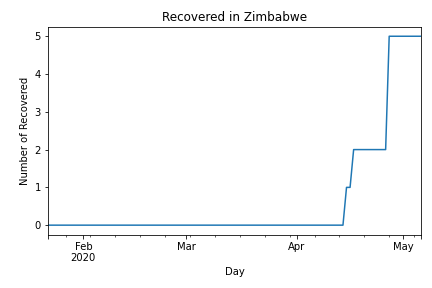 Recovered in Zimbabwe
Number of Recovered
5
4
3
2
1
0
Feb
2020
Mar
Apr
May
Day